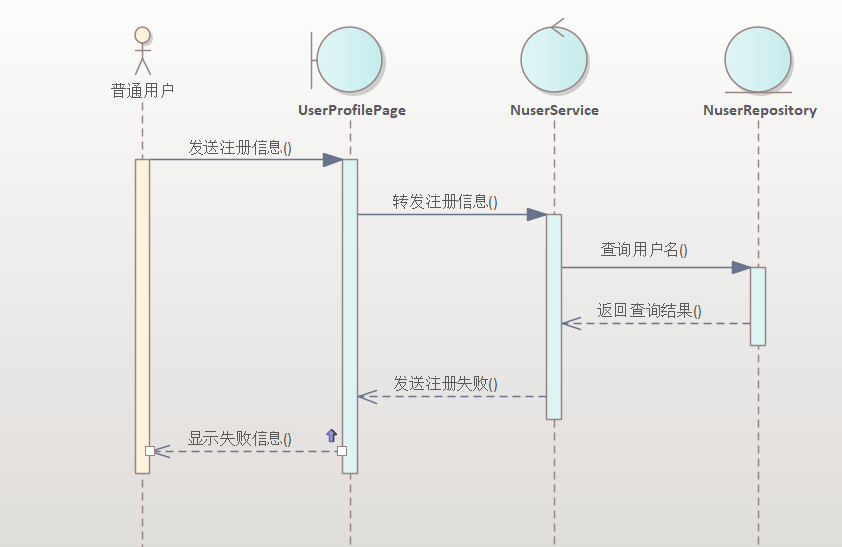 普通用户
UserProfilePage
NuserService
NuserRepository
发送注册信息()
转发注册信息()
查询用户名()
返回查询结果()
发送注册失败()
显示失败信息()